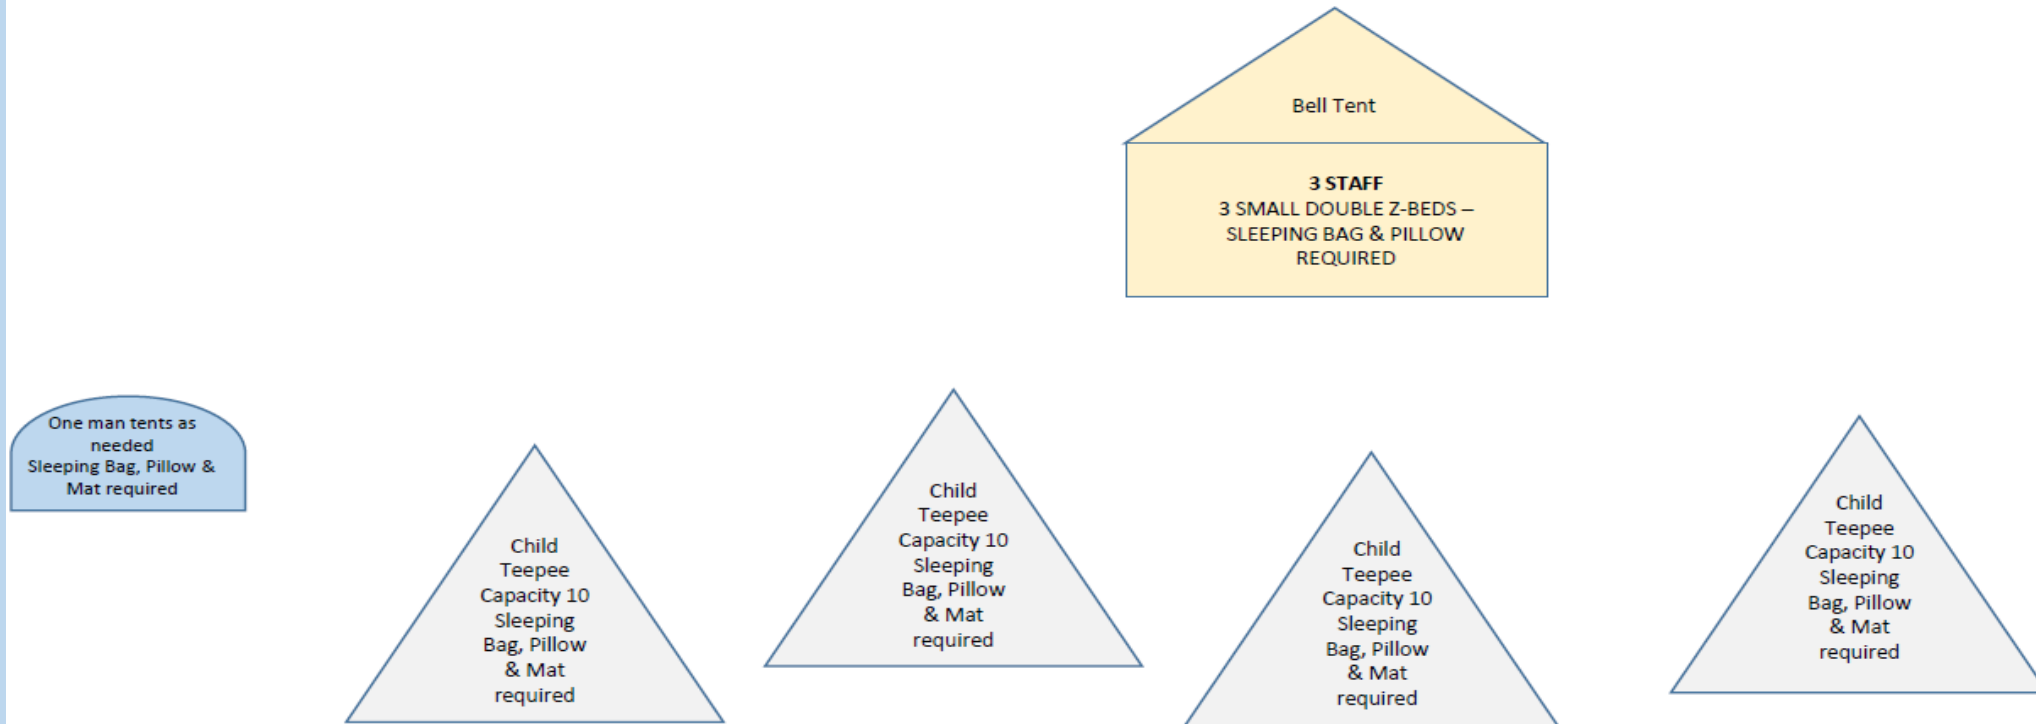 Bell Tent
3 STAFF
3 SMALL DOUBLE Z-BEDS –
SLEEPING BAG & PILLOW
REQUIRED
One man tents as
needed
Sleeping Bag, Pillow &
Mat required
Child
Teepee
Capacity 10
Sleeping
Bag, Pillow
& Mat
required
Child
Teepee
Capacity 10
Sleeping
Bag, Pillow
& Mat
required
Child
Teepee
Capacity 10
Sleeping
Bag, Pillow
& Mat
required
Child
Teepee
Capacity 10
Sleeping
Bag, Pillow
& Mat
required